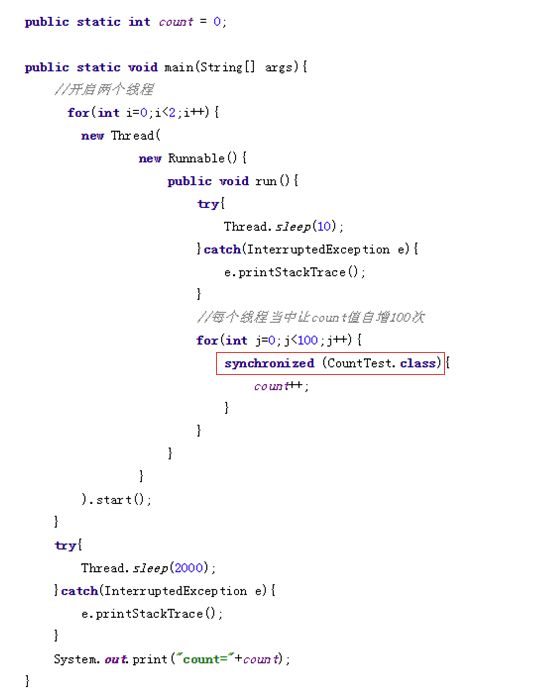 public static int count = 0;
public static void main(String[] args){
//开启两个线程
for(int i=0;i<2;i++){
new Thread(
new Runnable(){
public void run(){
try{
Thread.sleep(10);
}catch(InterruptedException e){
e.printStackTrace();
}
//每个线程当中让count值自增100次
for(int j=0;j<100;j++){
synchronized (CountTest.class){
count++;
}
}
}
}
).start();
}
try{
Thread.sleep(2000);
}catch(InterruptedException e){
e.printStackTrace();
}
System.out.print("count="+count);
}